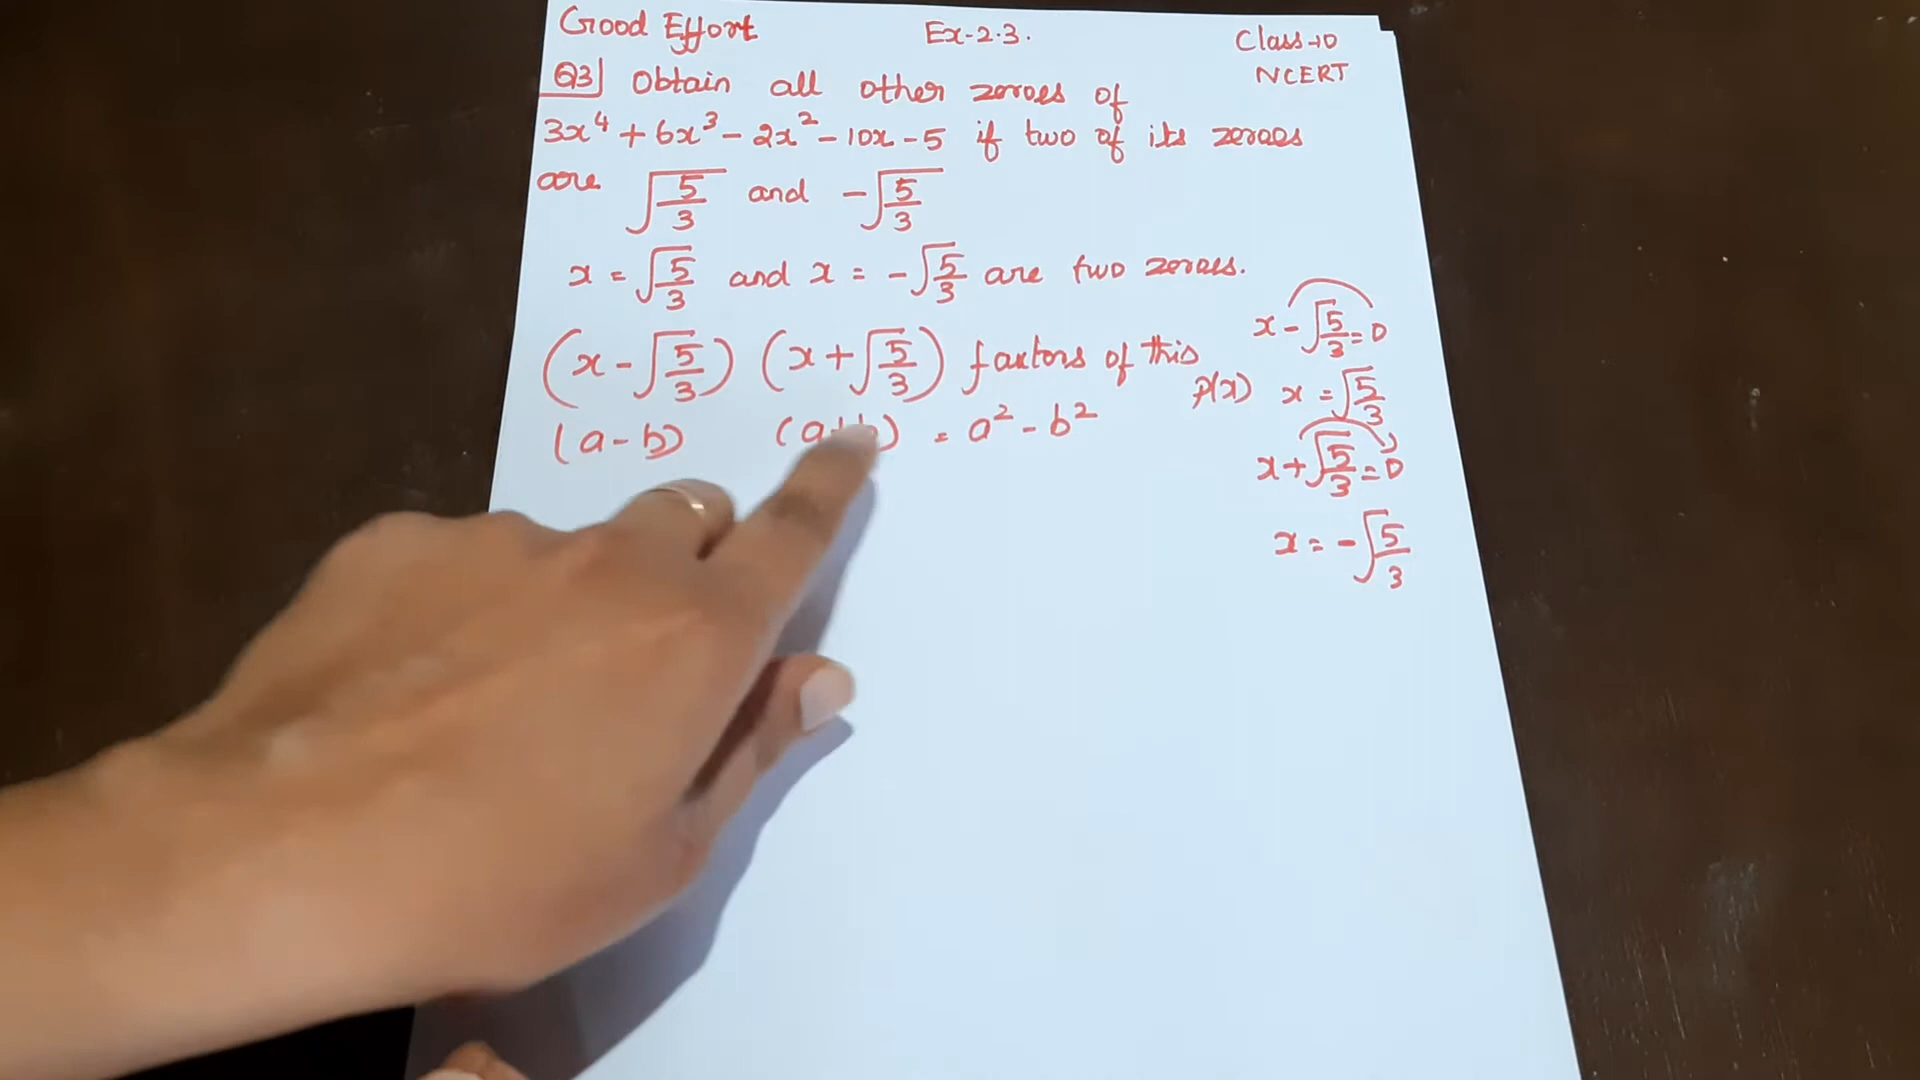 Good Effort Ex-2.3. Class-10
NCERT
Q3) Obtain all other zeroes of
3x⁴ + 6x³ - 2x² - 10x - 5 if two of its zeroes
are √(5/3) and -√(5/3)
x = √(5/3) and x = -√(5/3) are two zeroes.
(x - √(5/3)) (x + √(5/3)) factors of this
p(x)
(a - b) (a+b) = a² - b²
x - √(5/3) = 0
x = √(5/3)
x + √(5/3) = 0
x = -√(5/3)